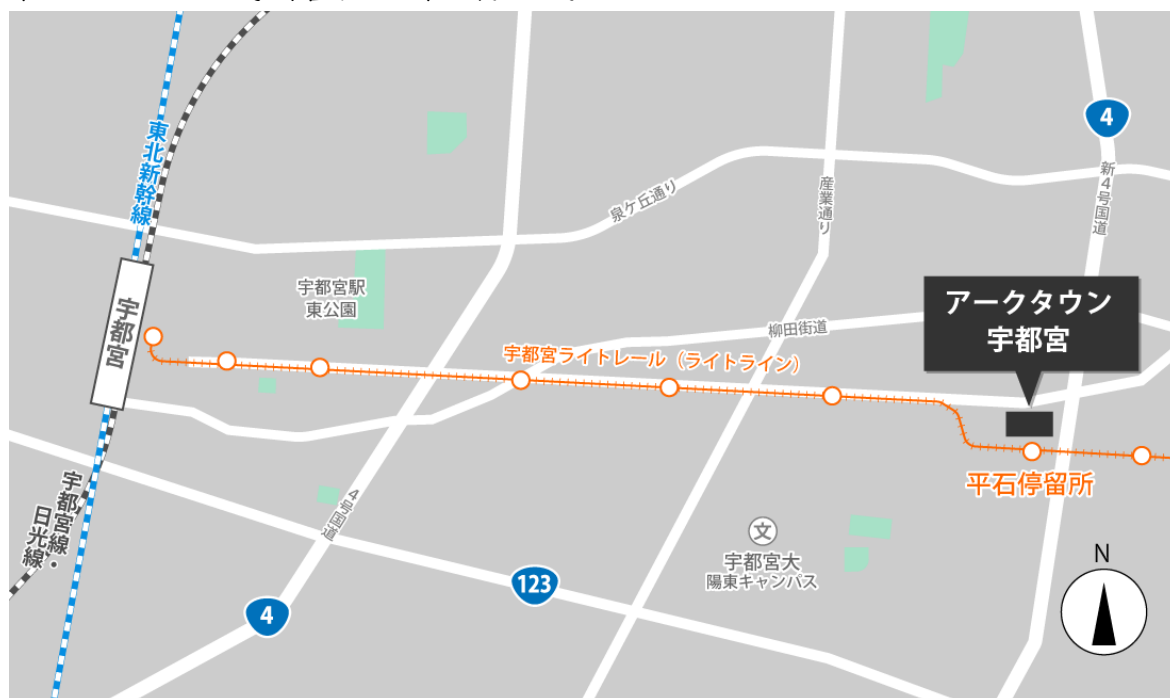 東北新幹線
4
新4号国道
泉ケ丘通り
産業通り
宇都宮
宇都宮駅
東公園
アークタウン
宇都宮
柳田街道
宇都宮ライトレール（ライトライン）
宇都宮線・
日光線
4号国道
平石停留所
文
宇都宮大
陽東キャンパス
123
4
N